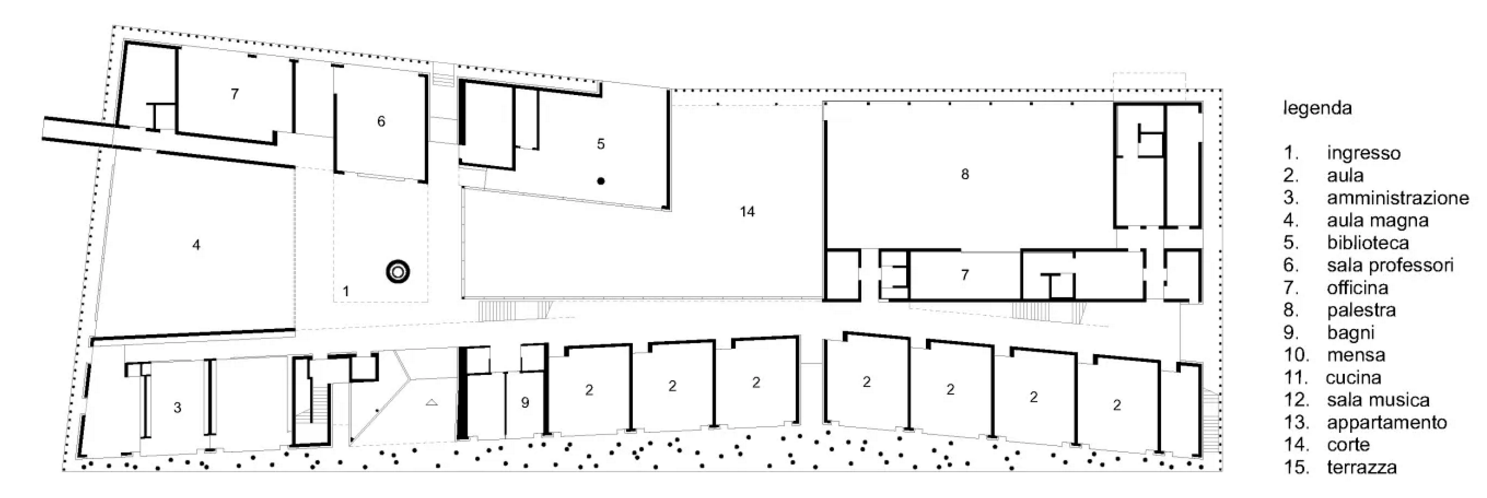 7
6
5
8
14
4
7
1
2
2
2
2
2
2
2
9
3
legenda
1. ingresso
2. aula
3. amministrazione
4. aula magna
5. biblioteca
6. sala professori
7. officina
8. palestra
9. bagni
10. mensa
11. cucina
12. sala musica
13. appartamento
14. corte
15. terrazza